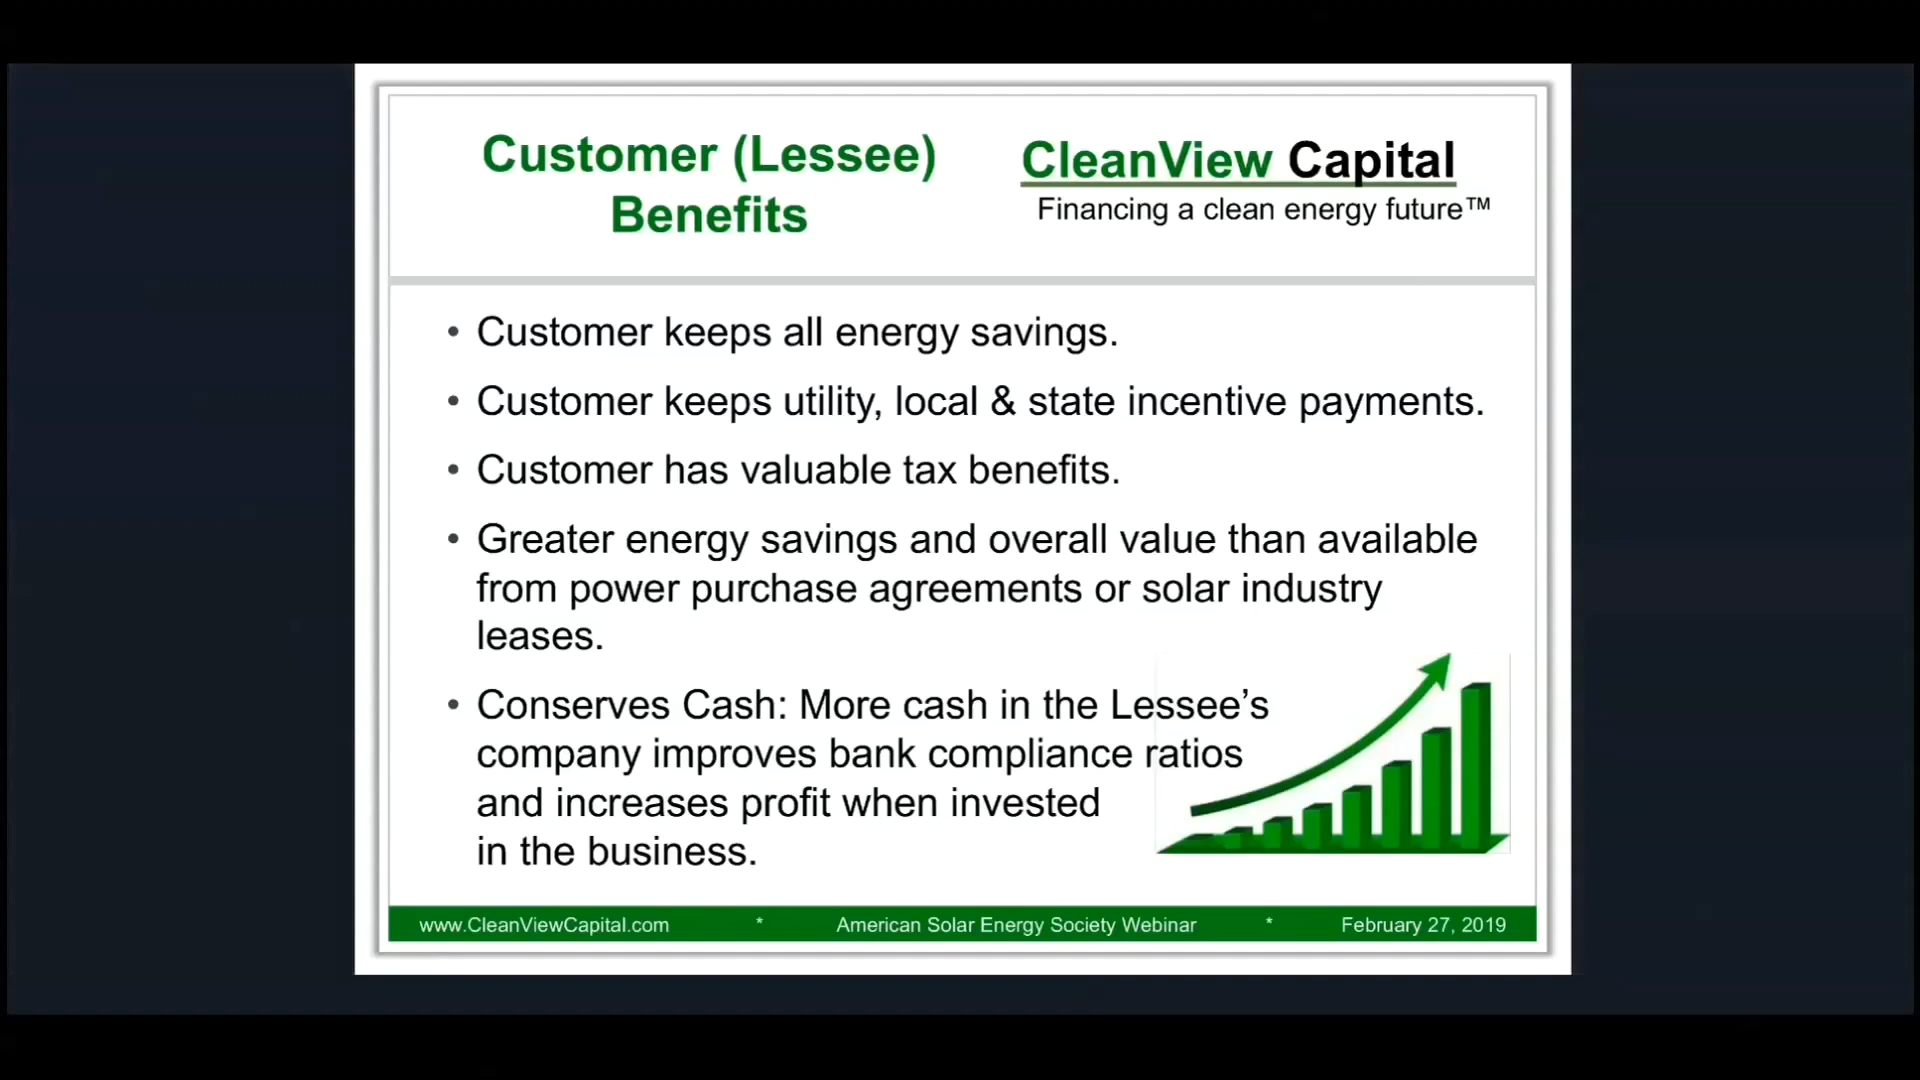 Customer (Lessee)
Benefits
CleanView Capital
Financing a clean energy future™
• Customer keeps all energy savings.
• Customer keeps utility, local & state incentive payments.
• Customer has valuable tax benefits.
• Greater energy savings and overall value than available
from power purchase agreements or solar industry
leases.
• Conserves Cash: More cash in the Lessee’s
company improves bank compliance ratios
and increases profit when invested
in the business.
www.CleanViewCapital.com * American Solar Energy Society Webinar * February 27, 2019